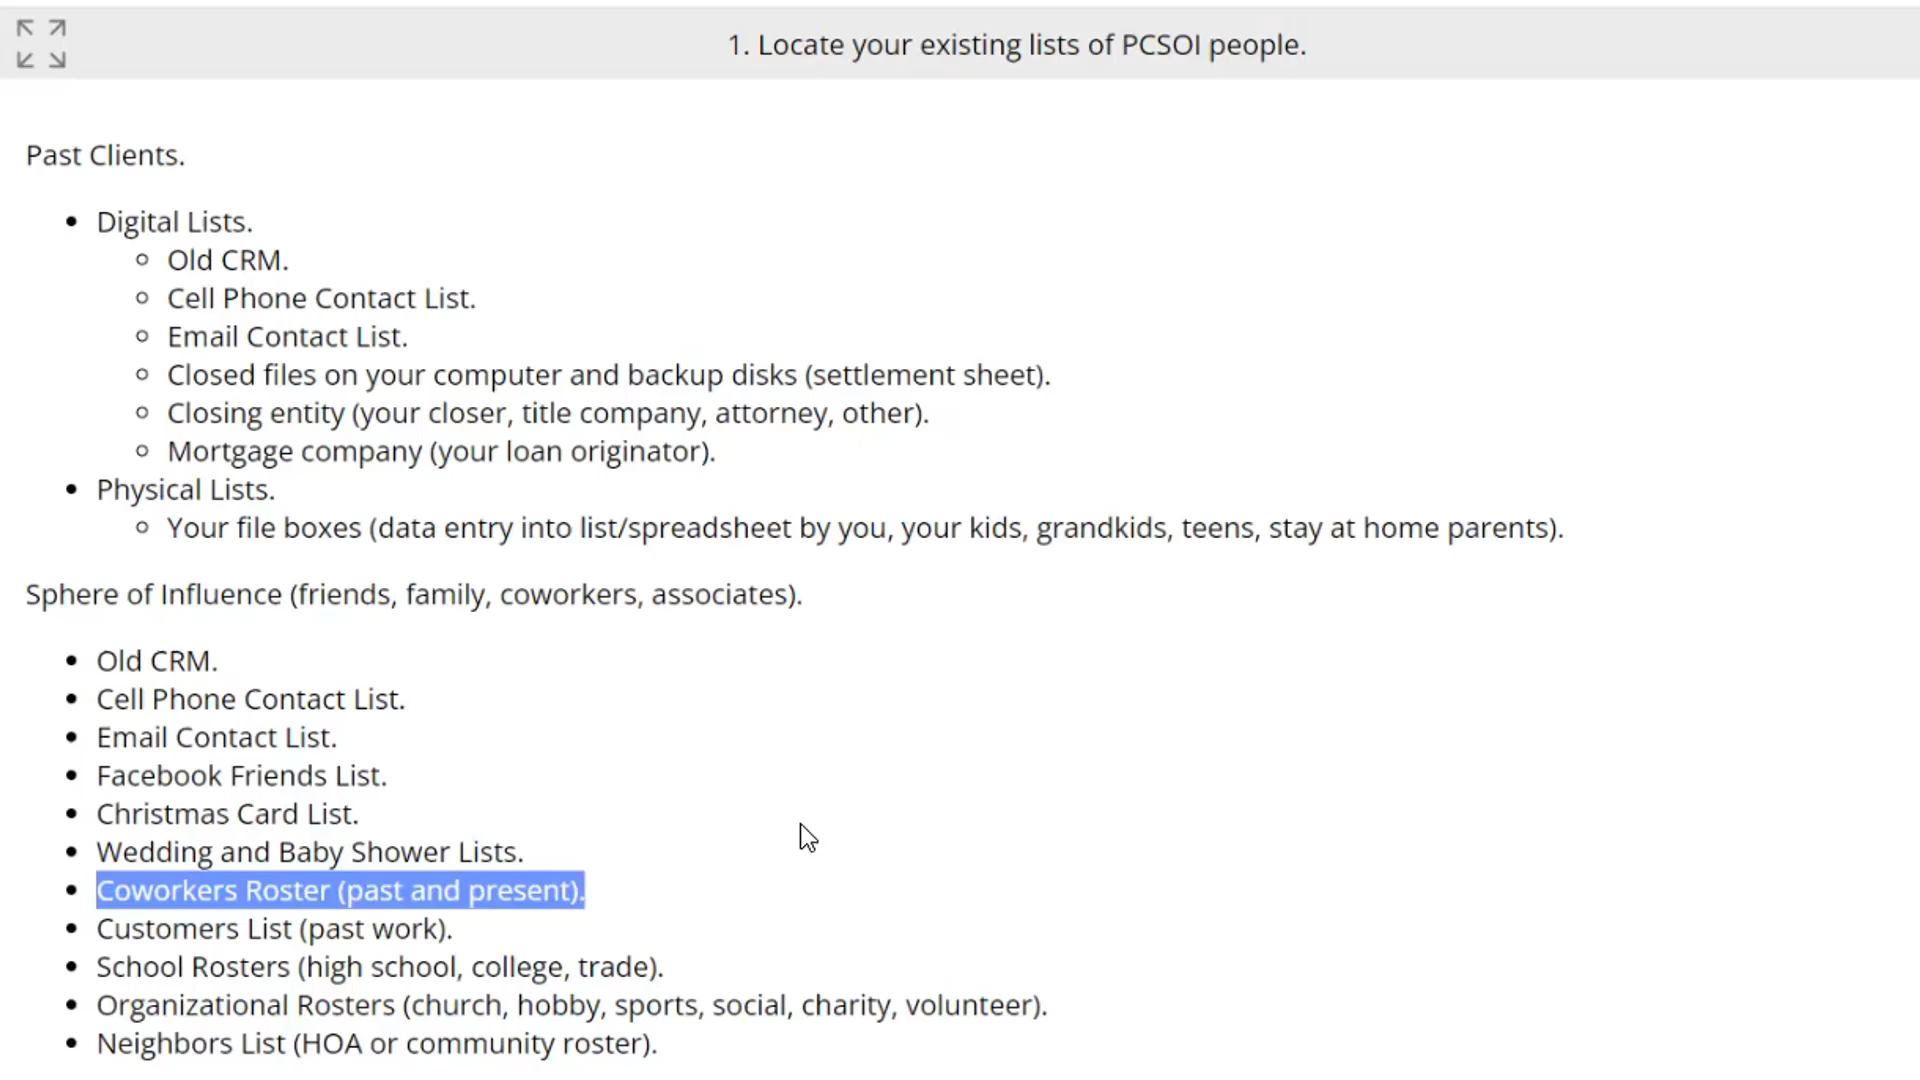 1. Locate your existing lists of PCSOI people.
Past Clients.
Digital Lists.
Old CRM.
Cell Phone Contact List.
Email Contact List.
Closed files on your computer and backup disks (settlement sheet).
Closing entity (your closer, title company, attorney, other).
Mortgage company (your loan originator).
Physical Lists.
Your file boxes (data entry into list/spreadsheet by you, your kids, grandkids, teens, stay at home parents).
Sphere of Influence (friends, family, coworkers, associates).
Old CRM.
Cell Phone Contact List.
Email Contact List.
Facebook Friends List.
Christmas Card List.
Wedding and Baby Shower Lists.
Coworkers Roster (past and present).
Customers List (past work).
School Rosters (high school, college, trade).
Organizational Rosters (church, hobby, sports, social, charity, volunteer).
Neighbors List (HOA or community roster).